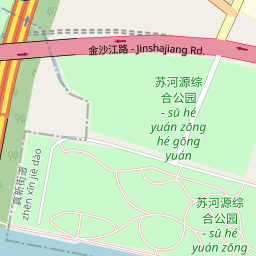 金沙江路 - Jinshajiang Rd.
苏河源综
合公园
- sū hé
yuán zōng
hé gōng
yuán
真新街道
zhēn xīn jiē dào
苏河源综
合公园
- sū hé
yuán zōng